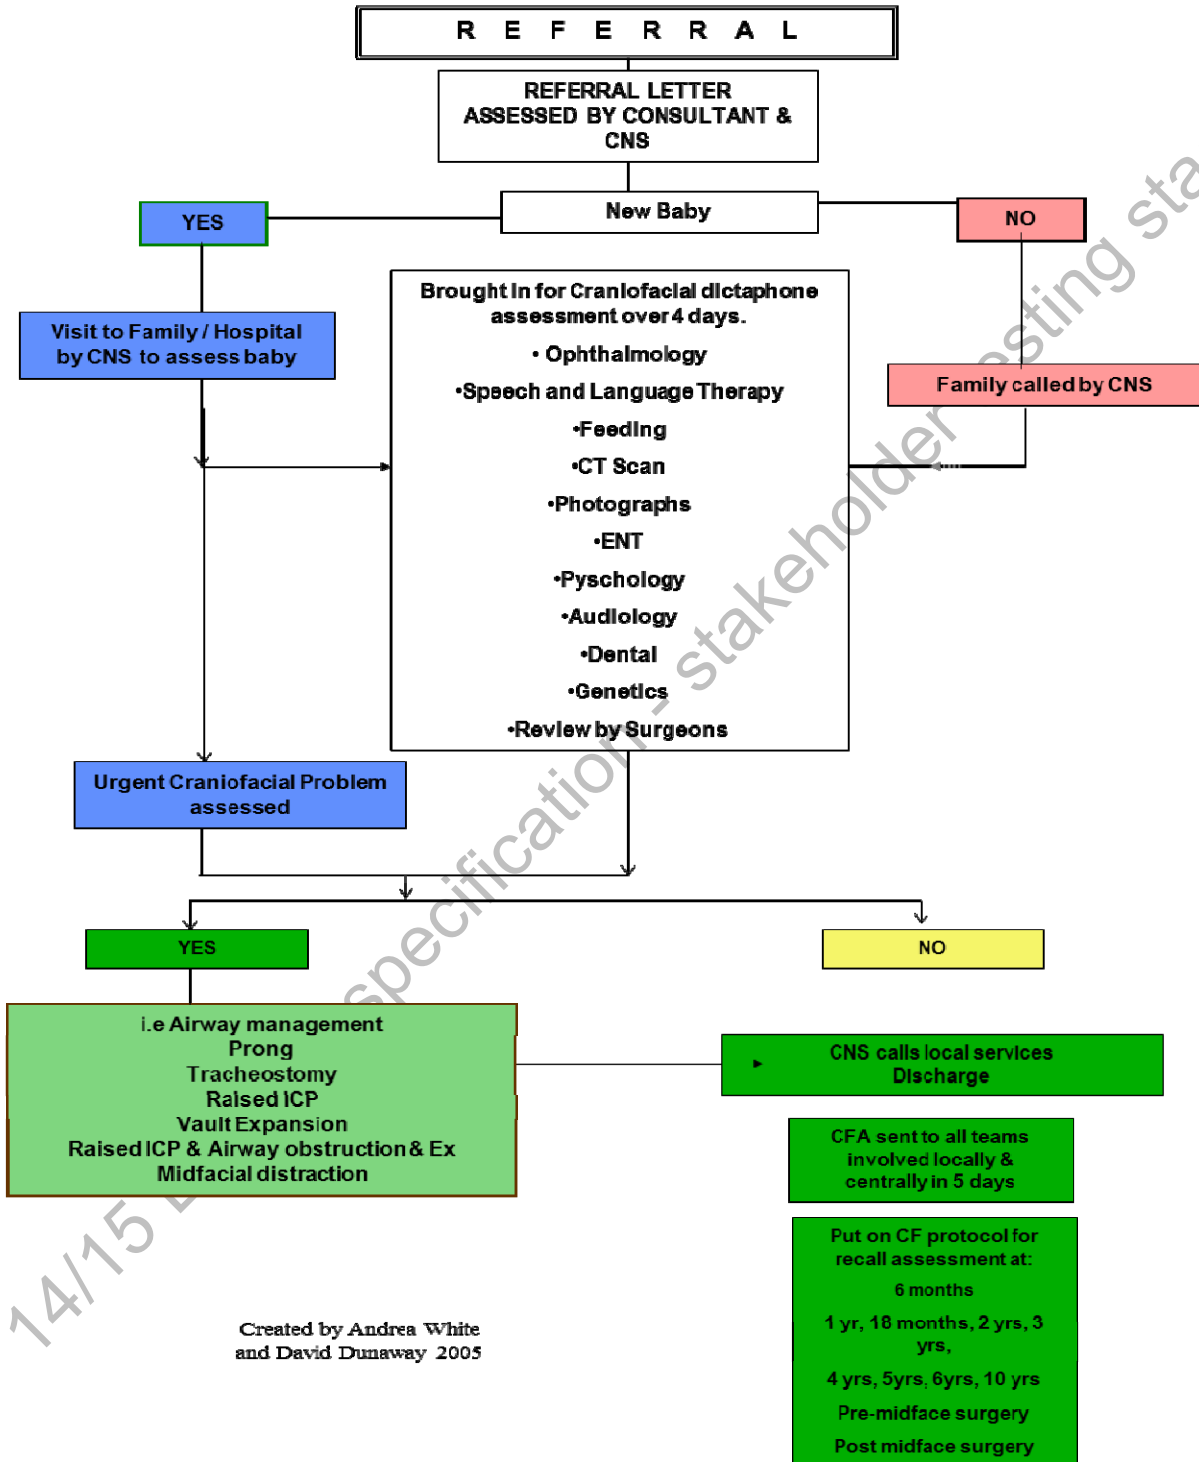 R E F E R R A L
REFERRAL LETTER
ASSESSED BY CONSULTANT &
CNS
New Baby
YES
NO
Visit to Family / Hospital
by CNS to assess baby
Brought in for Craniofacial dictaphone
assessment over 4 days.
• Ophthalmology
•Speech and Language Therapy
•Feeding
•CT Scan
•Photographs
•ENT
•Pyschology
•Audiology
•Dental
•Genetics
•Review by Surgeons
Family called by CNS
Urgent Craniofacial Problem
assessed
YES
NO
i.e Airway management
Prong
Tracheostomy
Raised ICP
Vault Expansion
Raised ICP & Airway obstruction & Ex
Midfacial distraction
CNS calls local services
Discharge
CFA sent to all teams
involved locally &
centrally in 5 days
Put on CF protocol for
recall assessment at:
6 months
1 yr, 18 months, 2 yrs, 3
yrs,
4 yrs, 5yrs, 6yrs, 10 yrs
Pre-midface surgery
Post midface surgery
Created by Andrea White
and David Dunaway 2005
14/15 specification - stakeholder